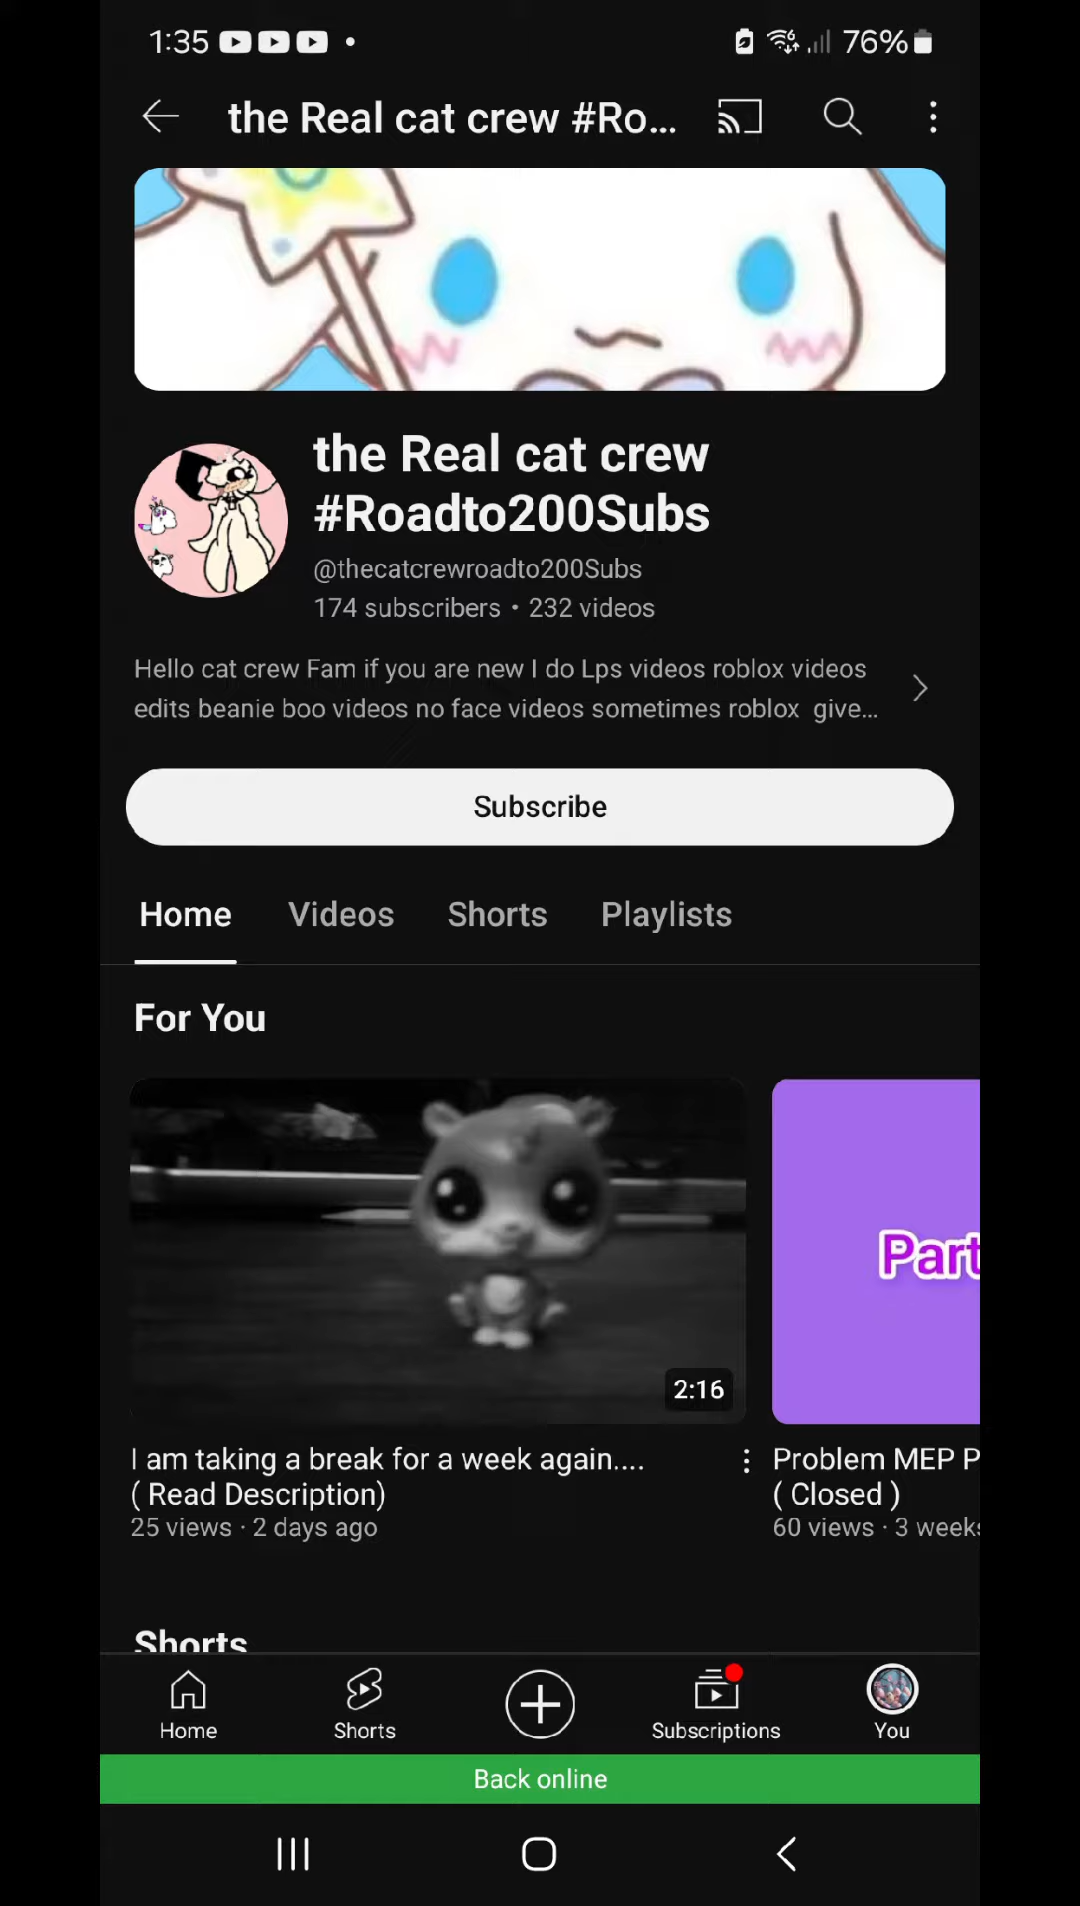 1:35
76%
the Real cat crew #Ro...
the Real cat crew
#Roadto200Subs
@thecatcrewroadto200Subs
174 subscribers • 232 videos
Hello cat crew Fam if you are new I do Lps videos roblox videos
edits beanie boo videos no face videos sometimes roblox  give...
Subscribe
Home Videos Shorts Playlists
For You
Part
2:16
I am taking a break for a week again....
( Read Description)
25 views · 2 days ago
Problem MEP P
( Closed )
60 views · 3 weeks
Shorts
Home Shorts Subscriptions You
Back online